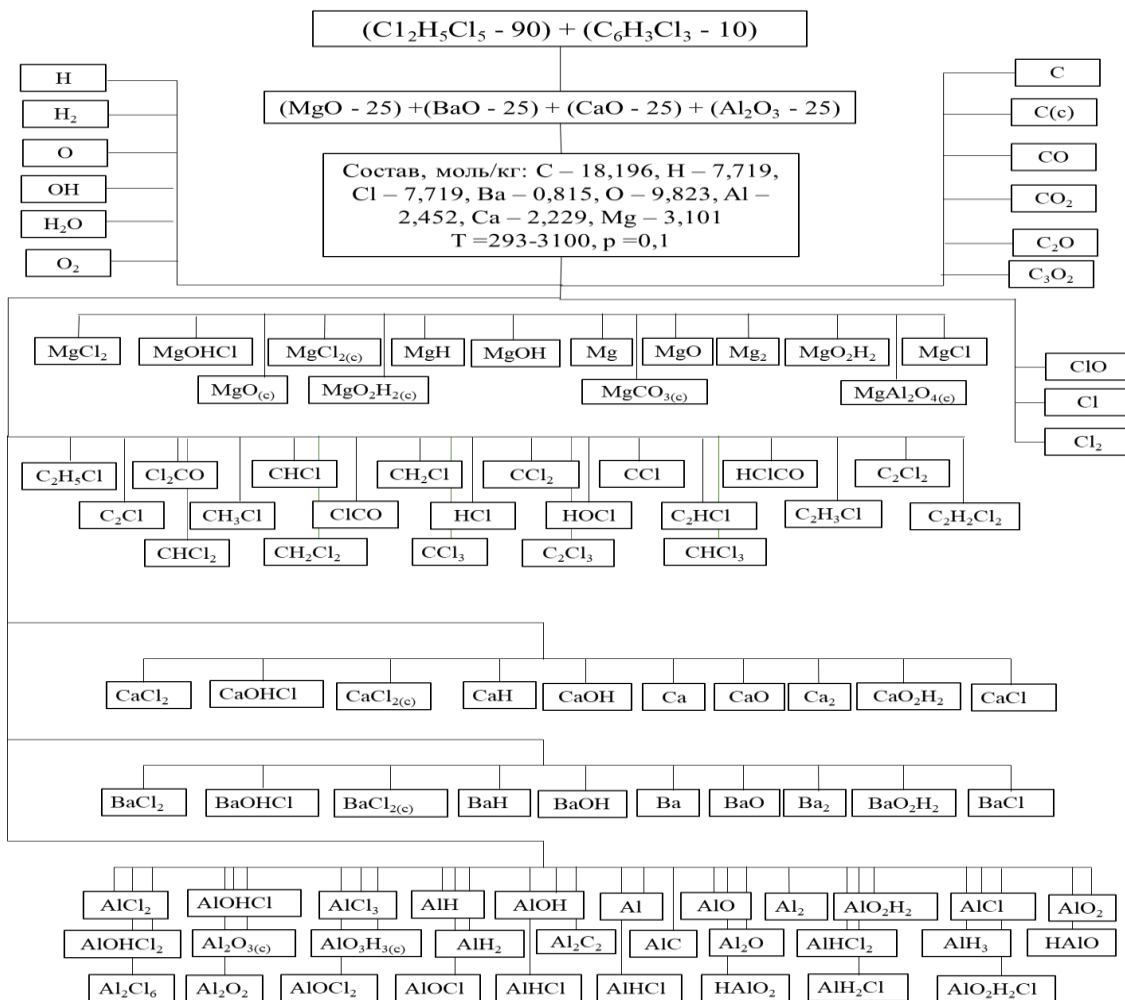 (C1₂H₅Cl₅ - 90) + (C₆H₃Cl₃ - 10)
(MgO - 25) +(BaO - 25) + (CaO - 25) + (Al₂O₃ - 25)
Состав, моль/кг: C – 18,196, H – 7,719,
Cl – 7,719, Ba – 0,815, O – 9,823, Al –
2,452, Ca – 2,229, Mg – 3,101
T =293-3100, p =0,1
H
H₂
O
OH
H₂O
O₂
C
C(c)
CO
CO₂
C₂O
C₃O₂
MgCl₂ MgOHCl MgCl₂₍c₎ MgH MgOH Mg MgO Mg₂ MgO₂H₂ MgCl
MgO₍c₎ MgO₂H₂₍c₎ MgCO₃₍c₎ MgAl₂O₄₍c₎
ClO
Cl
Cl₂
C₂H₅Cl Cl₂CO CHCl CH₂Cl CCl₂ CCl HClCO C₂Cl₂
C₂Cl CH₃Cl ClCO HCl HOCl C₂HCl C₂H₃Cl C₂H₂Cl₂
CHCl₂ CH₂Cl₂ CCl₃ C₂Cl₃ CHCl₃
CaCl₂ CaOHCl CaCl₂₍c₎ CaH CaOH Ca CaO Ca₂ CaO₂H₂ CaCl
BaCl₂ BaOHCl BaCl₂₍c₎ BaH BaOH Ba BaO Ba₂ BaO₂H₂ BaCl
AlCl₂ AlOHCl AlCl₃ AlH AlOH Al AlO Al₂ AlO₂H₂ AlCl AlO₂
AlOHCl₂ Al₂O₃₍c₎ AlO₃H₃₍c₎ AlH₂ Al₂C₂ AlC Al₂O AlHCl₂ AlH₃ HAlO
Al₂Cl₆ Al₂O₂ AlOCl₂ AlOCl AlHCl AlHCl HAlO₂ AlH₂Cl AlO₂H₂Cl